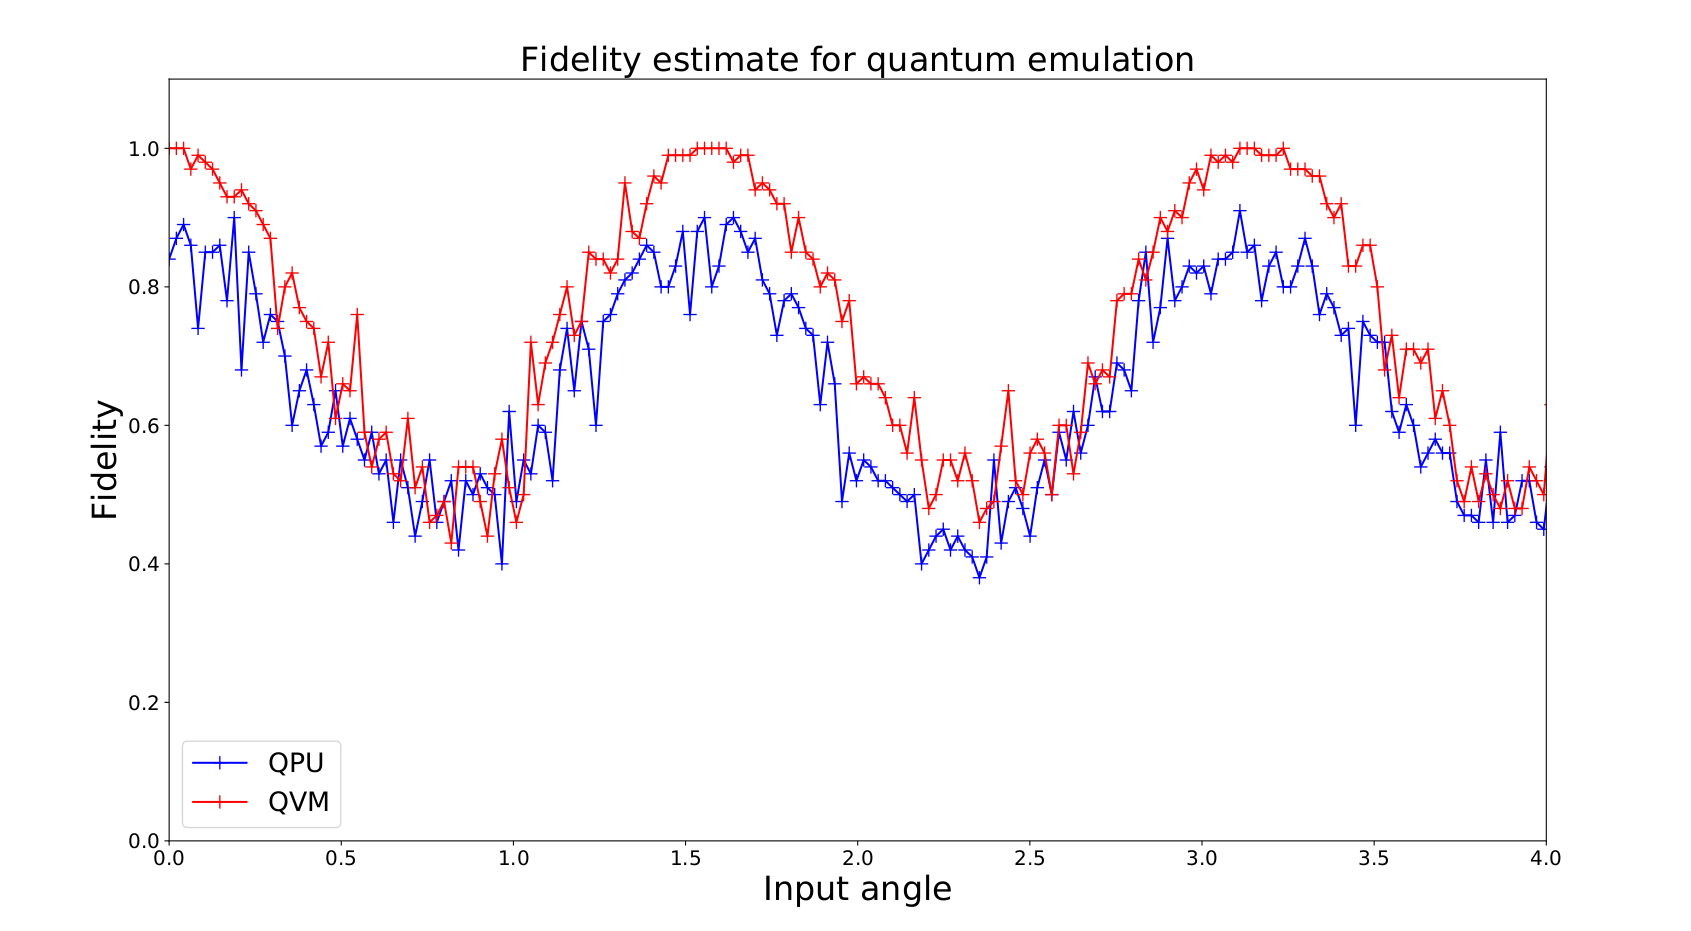 Fidelity estimate for quantum emulation
Fidelity
1.0
0.8
0.6
0.4
0.2
0.0
QPU
QVM
0.0 0.5 1.0 1.5 2.0 2.5 3.0 3.5 4.0
Input angle